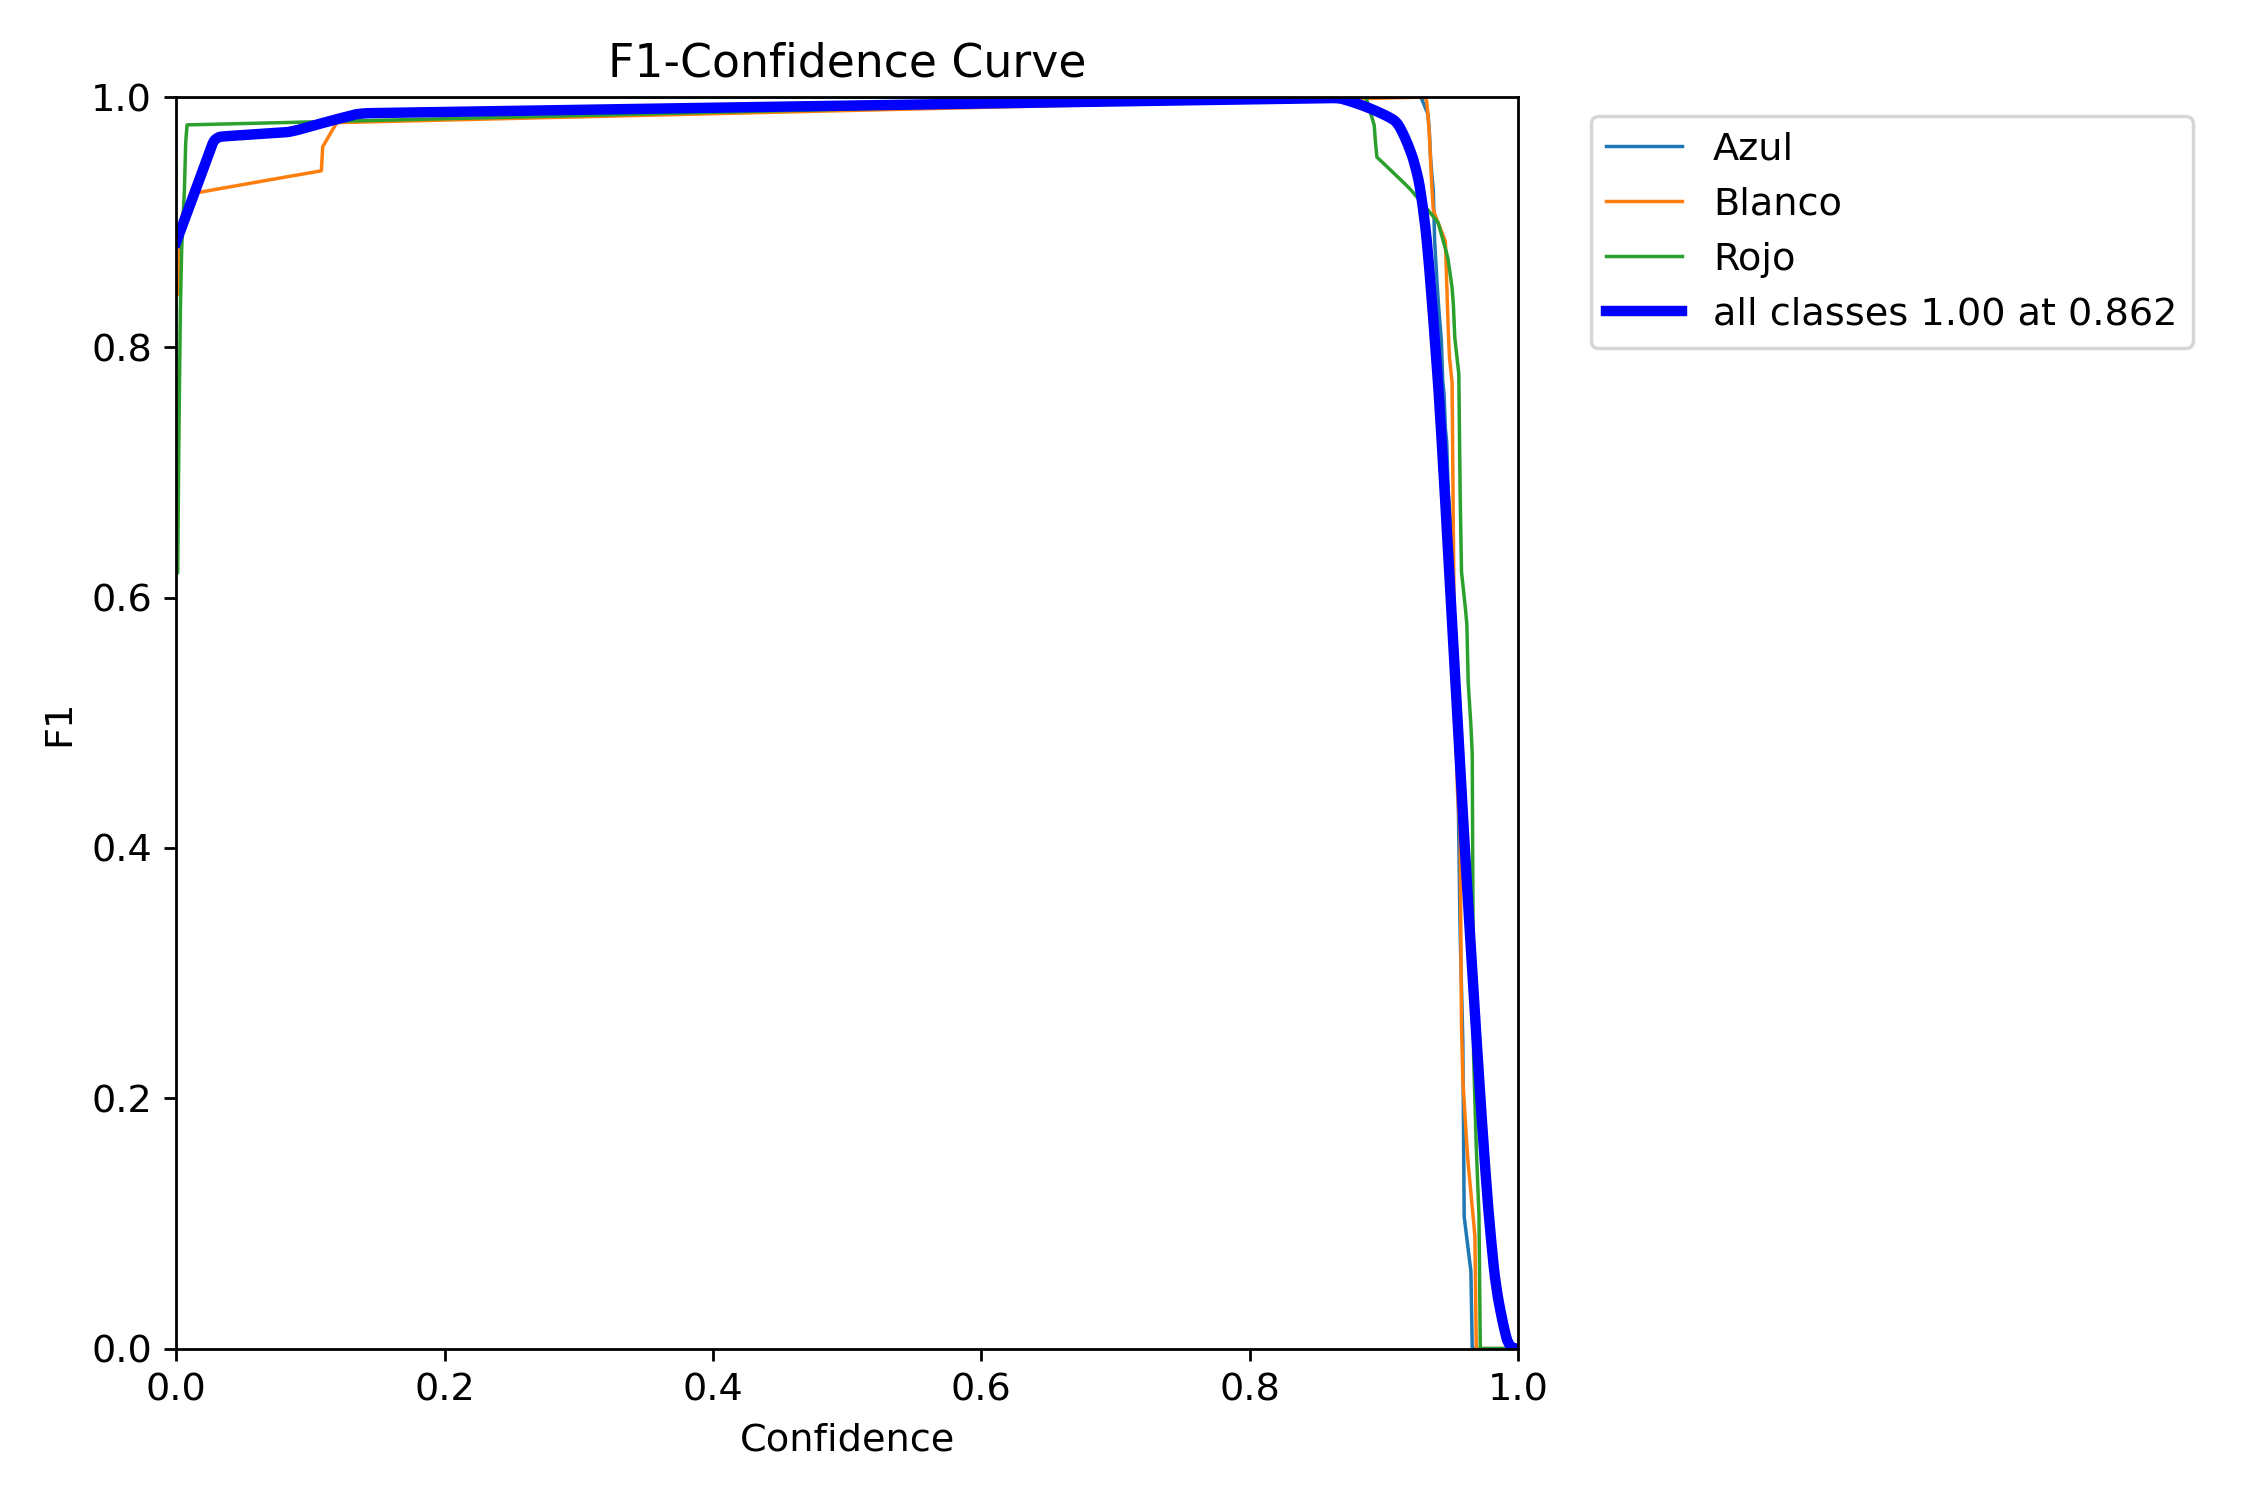 F1-Confidence Curve
1.0
0.8
0.6
0.4
0.2
0.0
F1
0.0 0.2 0.4 0.6 0.8 1.0
Confidence
Azul
Blanco
Rojo
all classes 1.00 at 0.862